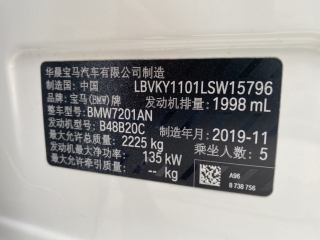 华晨宝马汽车有限公司制造
制造国: 中国 LBVKY1101LSW15796
品牌: 宝马(BMW)牌 发动机排量: 1998 mL
整车型号: BMW7201AN
发动机型号: B48B20C 制造年月: 2019-11
最大允许总质量: 2225 kg
发动机最大净功率: 135 kW 乘坐人数: 5
最大允许牵引质量: -- kg
A96
8 738 756